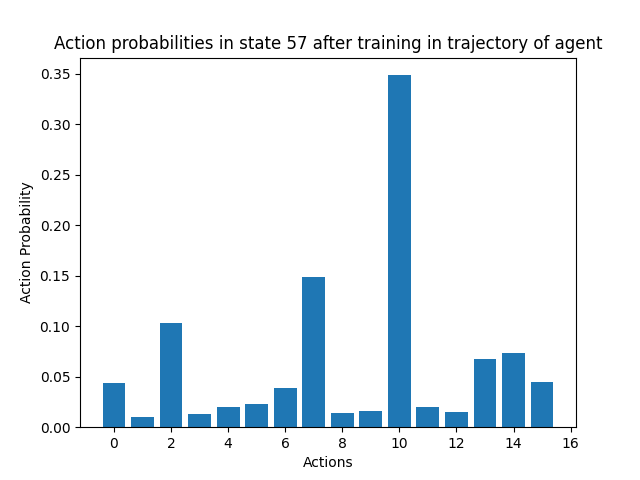 Action probabilities in state 57 after training in trajectory of agent
0.35
0.30
0.25
0.20
0.15
0.10
0.05
0.00
Action Probability
0 2 4 6 8 10 12 14 16
Actions